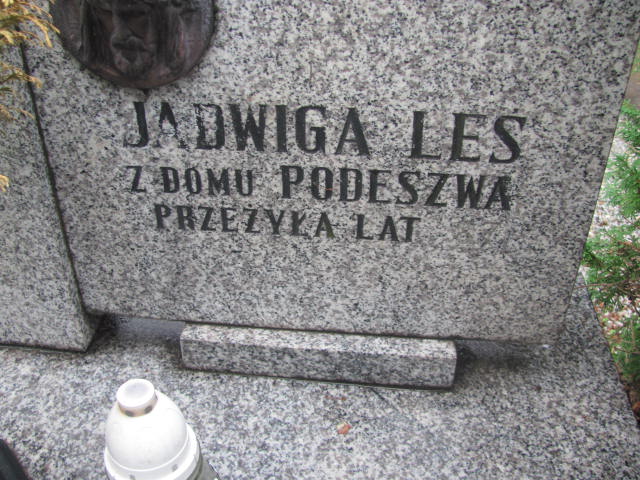 JADWIGA LES
Z DOMU PODESZWA
PRZEŻYŁA LAT